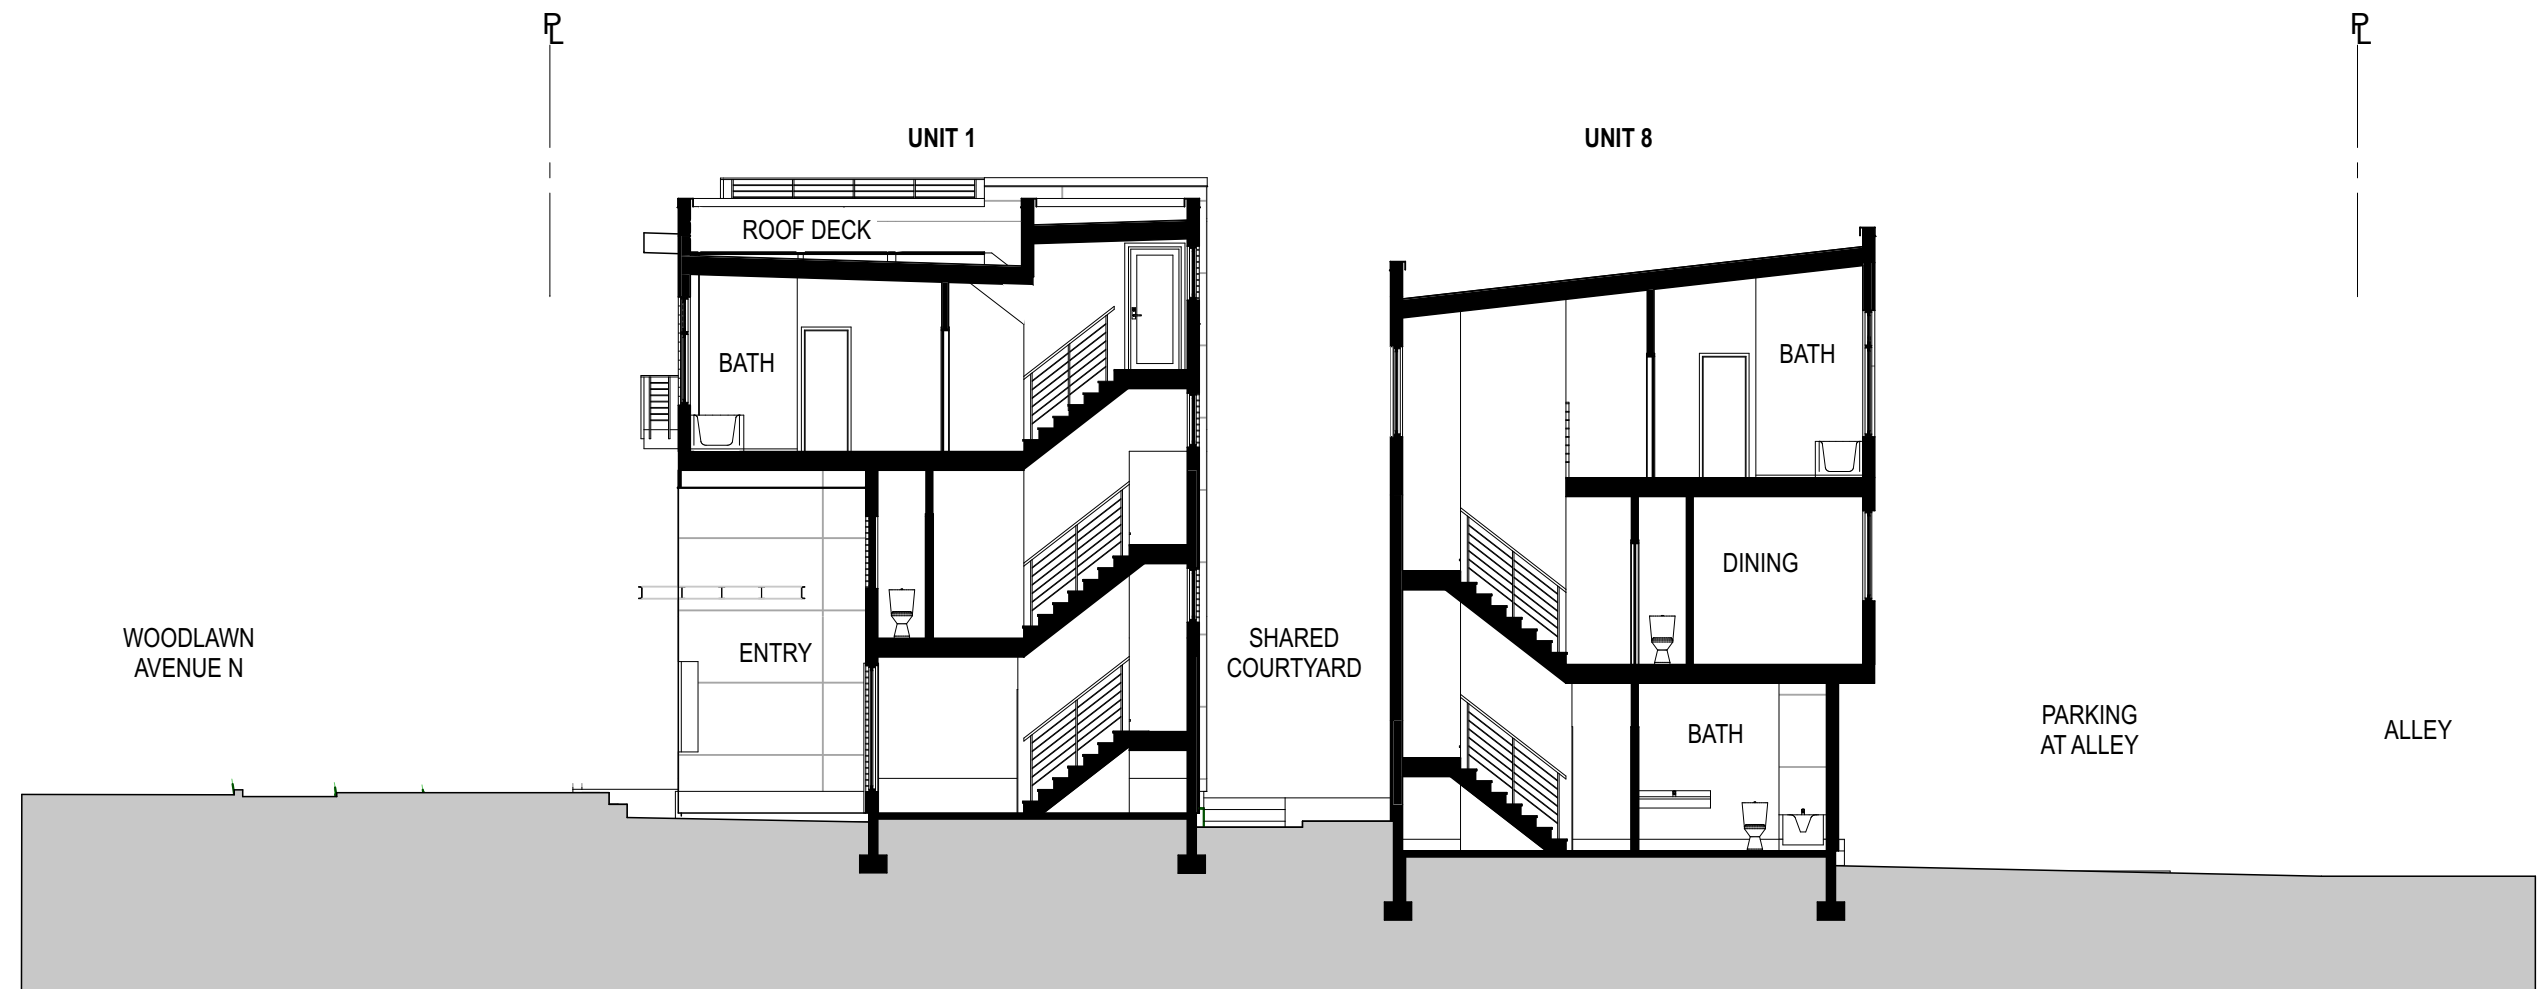 PL
PL
UNIT 1
UNIT 8
ROOF DECK
BATH
BATH
DINING
WOODLAWN
AVENUE N
ENTRY
SHARED
COURTYARD
BATH
PARKING
AT ALLEY
ALLEY